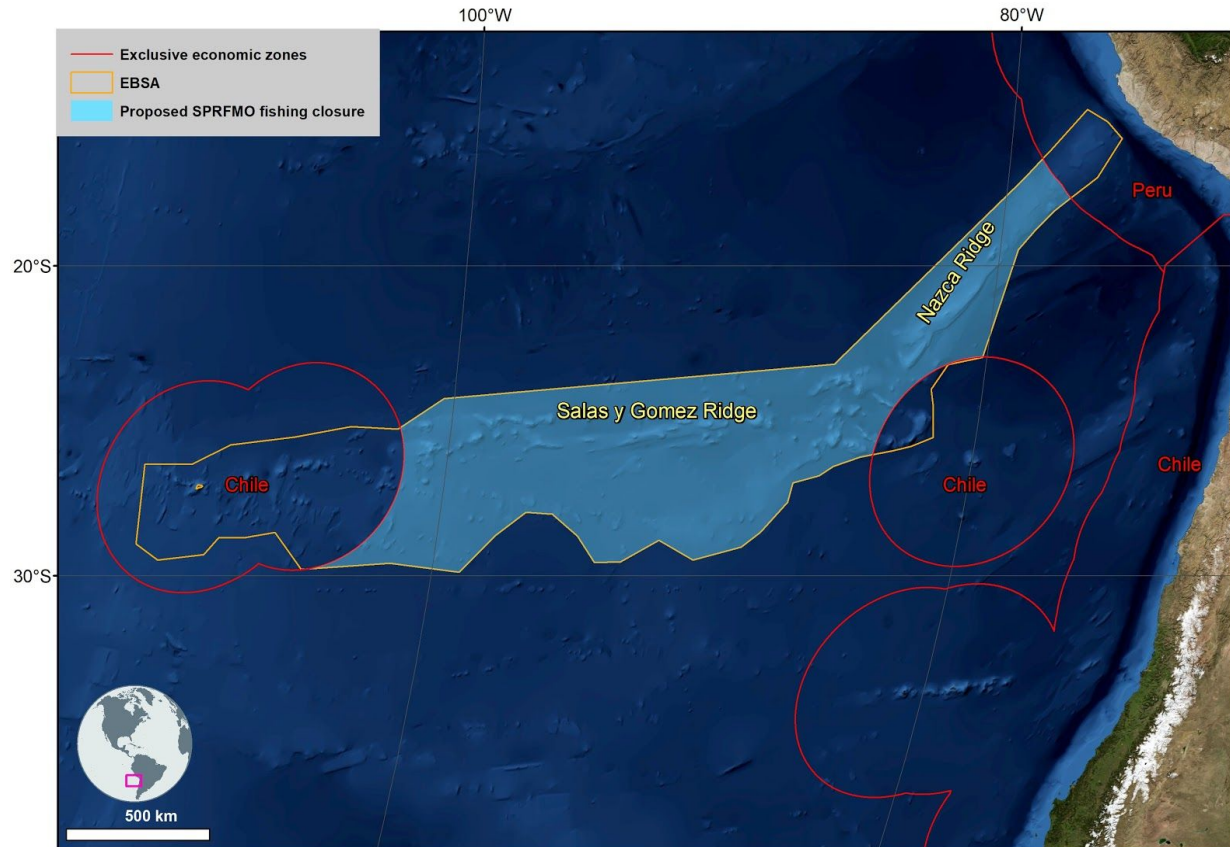 100°W
80°W
Exclusive economic zones
EBSA
Proposed SPRFMO fishing closure
Peru
20°S
Nazca Ridge
Salas y Gomez Ridge
Chile
Chile
Chile
30°S
500 km